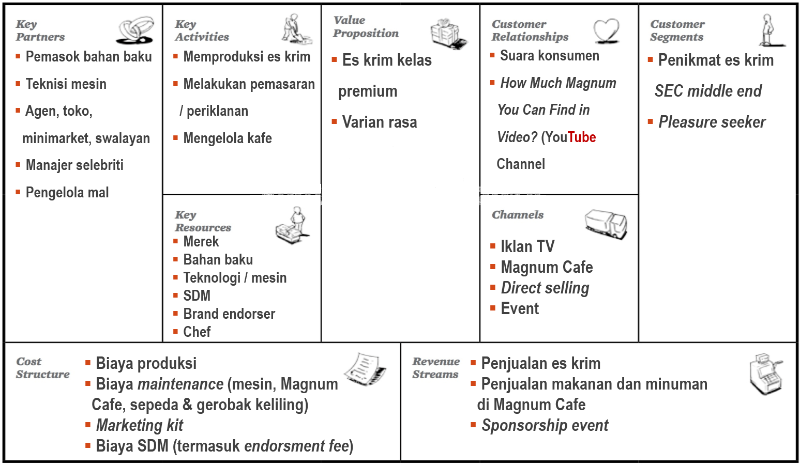 Key
Partners
Pemasok bahan baku
Teknisi mesin
Agen, toko,
minimarket, swalayan
Manajer selebriti
Pengelola mal
Key
Activities
Memproduksi es krim
Melakukan pemasaran
/ periklanan
Mengelola kafe
Key
Resources
Merek
Bahan baku
Teknologi / mesin
SDM
Brand endorser
Chef
Value
Proposition
Es krim kelas
premium
Varian rasa
Customer
Relationships
Suara konsumen
How Much Magnum
You Can Find in
Video? (YouTube
Channel
Channels
Iklan TV
Magnum Cafe
Direct selling
Event
Customer
Segments
Penikmat es krim
SEC middle end
Pleasure seeker
Cost
Structure
Biaya produksi
Biaya maintenance (mesin, Magnum
Cafe, sepeda & gerobak keliling)
Marketing kit
Biaya SDM (termasuk endorsment fee)
Revenue
Streams
Penjualan es krim
Penjualan makanan dan minuman
di Magnum Cafe
Sponsorship event